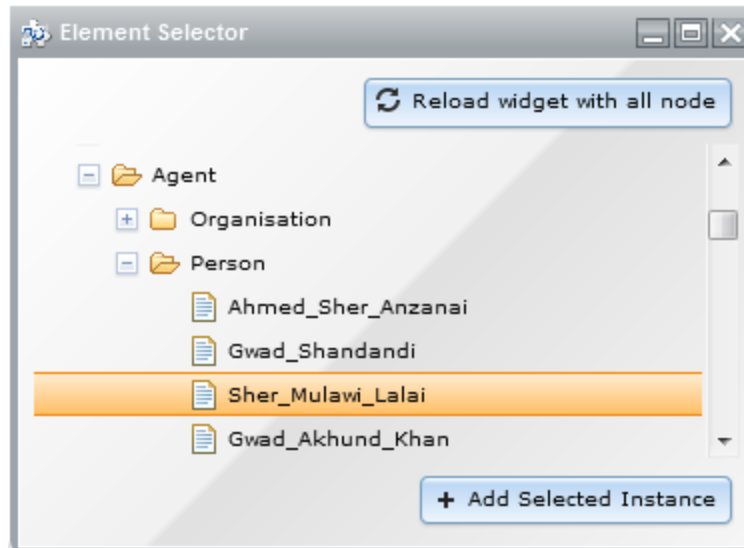 Element Selector
Reload widget with all node
Agent
Organisation
Person
Ahmed_Sher_Anzanai
Gwad_Shandandi
Sher_Mulawi_Lalai
Gwad_Akhund_Khan
+ Add Selected Instance